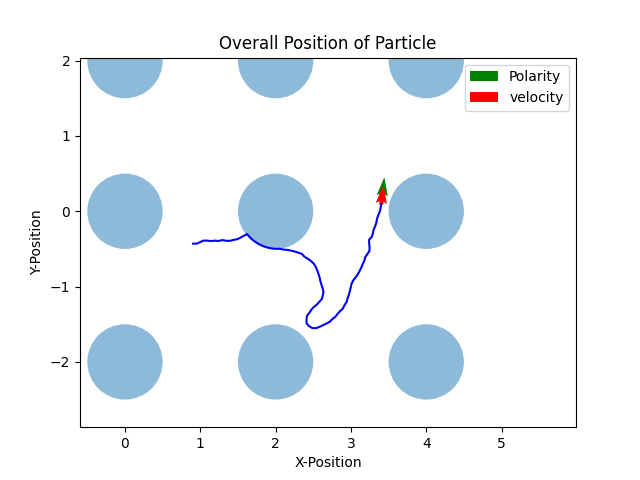 Overall Position of Particle
Polarity
velocity
2
1
0
−1
−2
Y-Position
0
1
2
3
4
5
X-Position